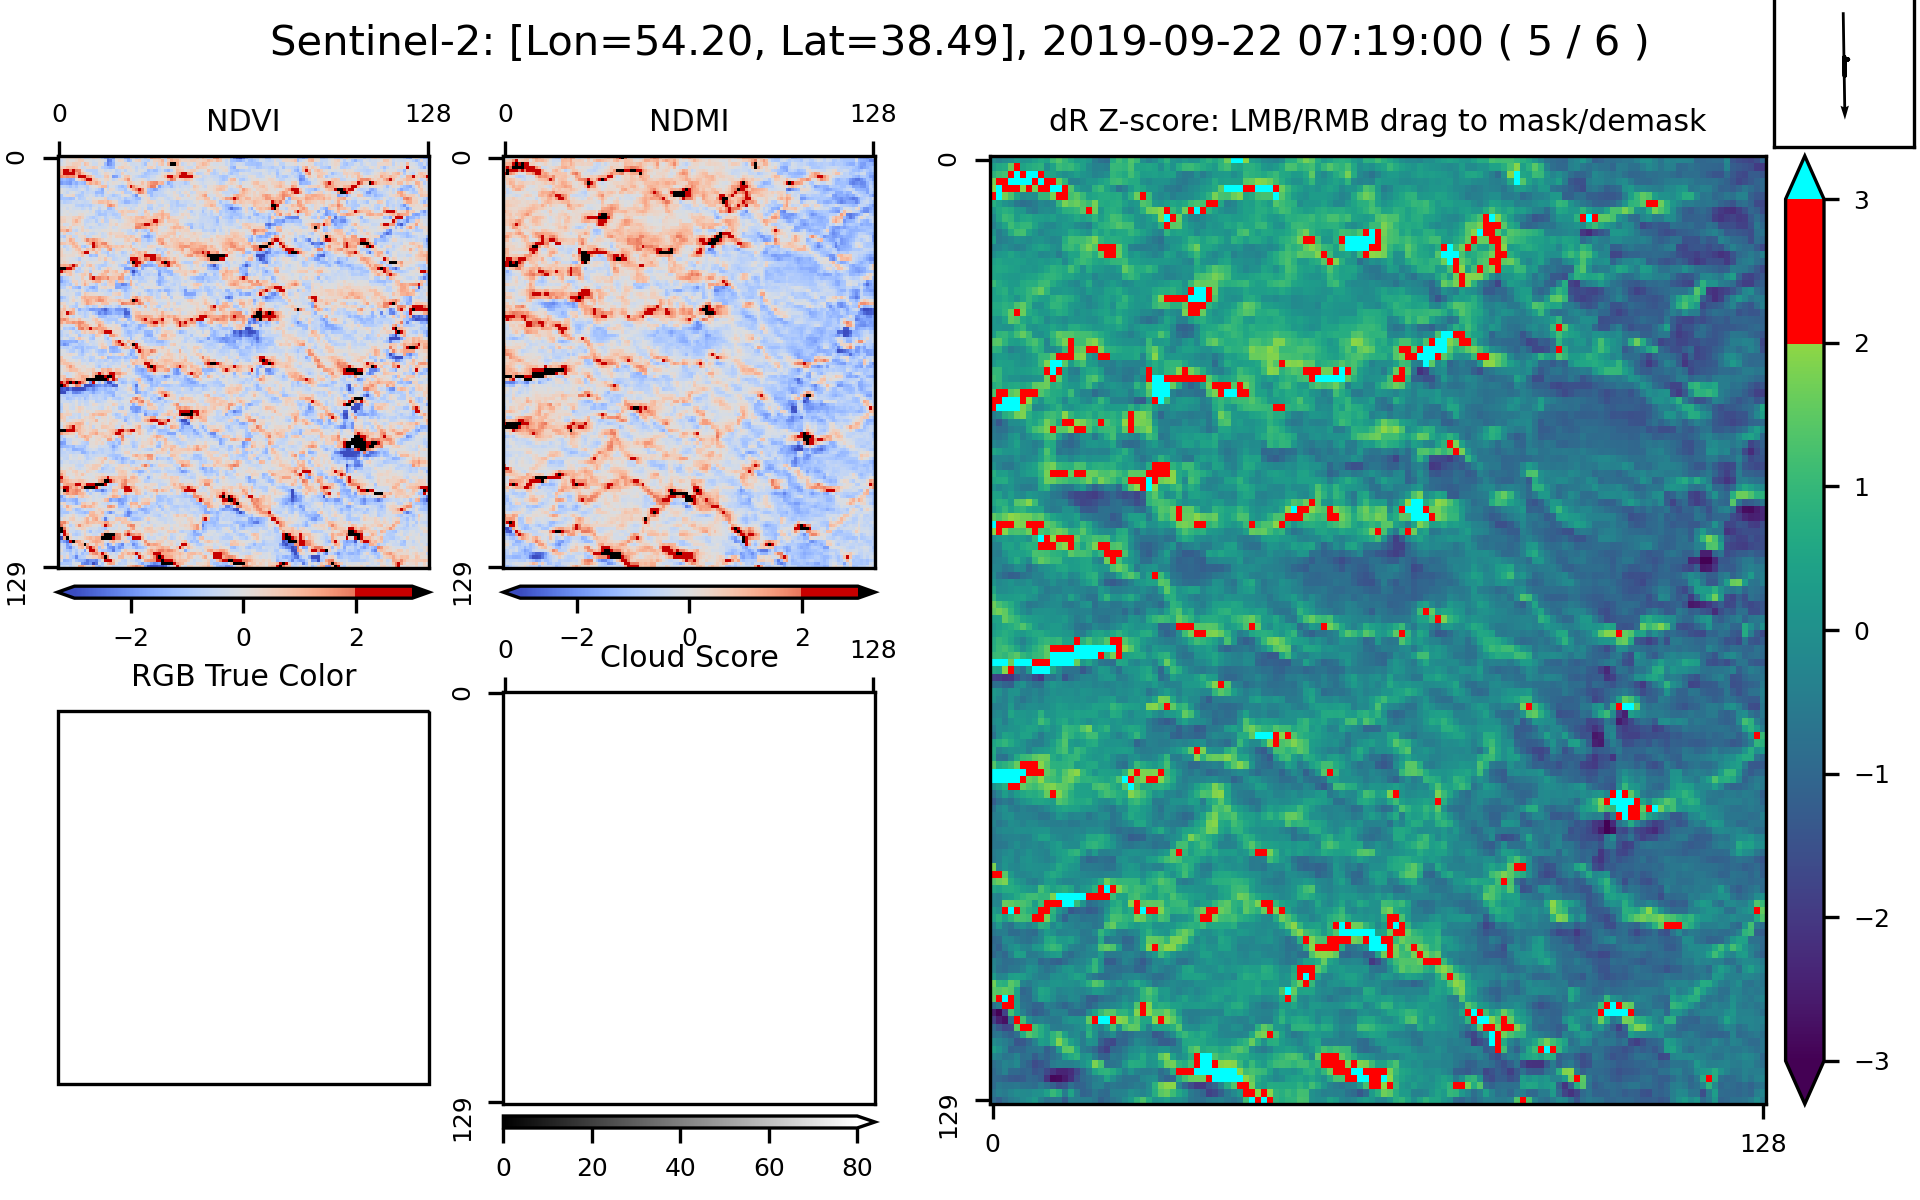 Sentinel-2: [Lon=54.20, Lat=38.49], 2019-09-22 07:19:00 ( 5 / 6 )
0 NDVI 128
0 NDMI 128
dR Z-score: LMB/RMB drag to mask/demask
0
129
0
129
0
129
−2 0 2
−2 0 2
3
2
1
0
−1
−2
−3
0 128
RGB True Color
0 Cloud Score 128
0
129
0 20 40 60 80